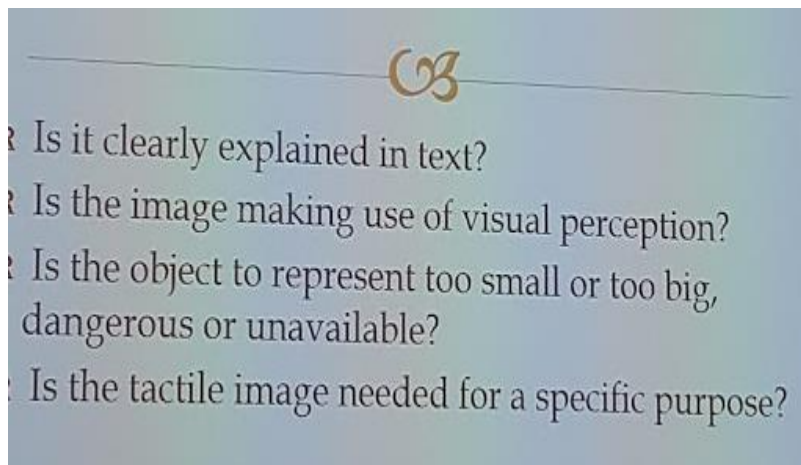 Is it clearly explained in text?
Is the image making use of visual perception?
Is the object to represent too small or too big,
dangerous or unavailable?
Is the tactile image needed for a specific purpose?